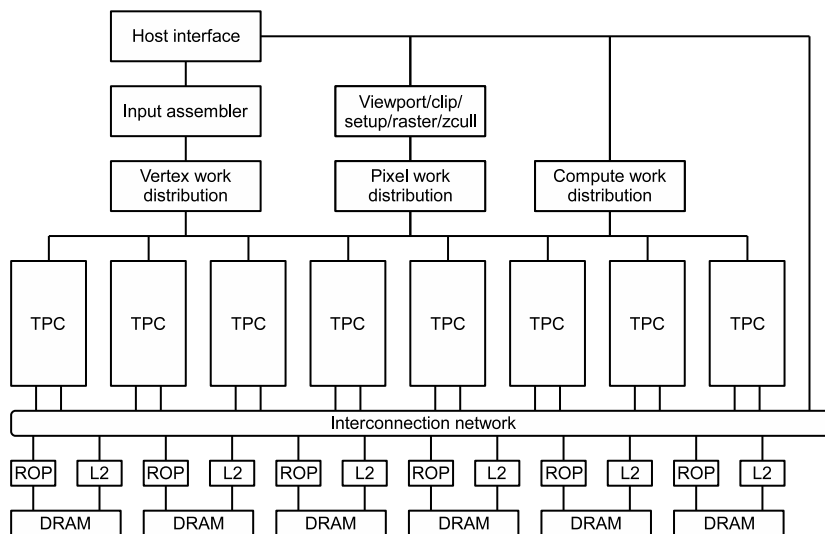 Host interface
Input assembler
Viewport/clip/
setup/raster/zcull
Vertex work
distribution
Pixel work
distribution
Compute work
distribution
TPC
TPC
TPC
TPC
TPC
TPC
TPC
TPC
Interconnection network
ROP
L2
ROP
L2
ROP
L2
ROP
L2
ROP
L2
ROP
L2
DRAM
DRAM
DRAM
DRAM
DRAM
DRAM